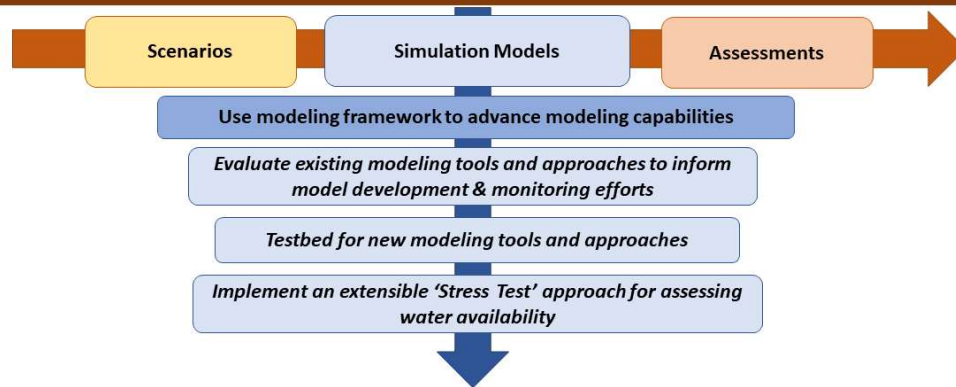 Scenarios
Simulation Models
Assessments
Use modeling framework to advance modeling capabilities
Evaluate existing modeling tools and approaches to inform
model development & monitoring efforts
Testbed for new modeling tools and approaches
Implement an extensible ‘Stress Test’ approach for assessing
water availability